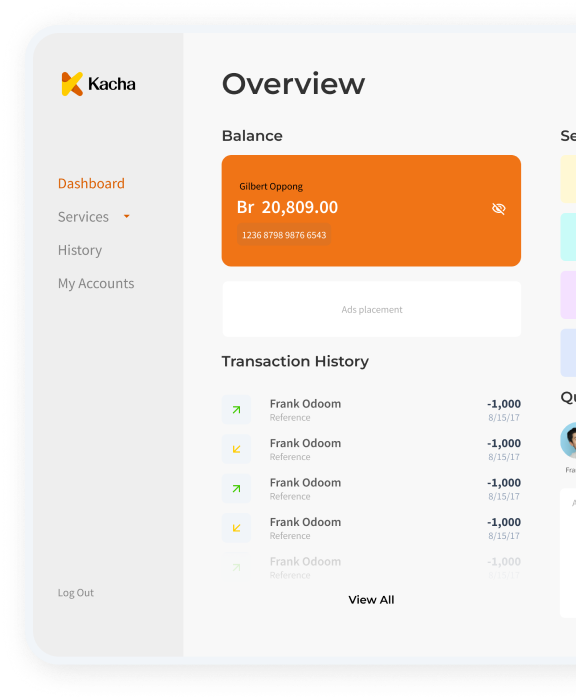 Kacha
Dashboard
Services
History
My Accounts
Log Out
Overview
Balance
Gilbert Oppong
Br 20,809.00
1236 8798 9876 6543
Ads placement
Transaction History
Frank Odoom -1,000
Reference 8/15/17
Frank Odoom -1,000
Reference 8/15/17
Frank Odoom -1,000
Reference 8/15/17
Frank Odoom -1,000
Reference 8/15/17
Frank Odoom -1,000
Reference 8/15/17
View All
Se
Qu
Fra